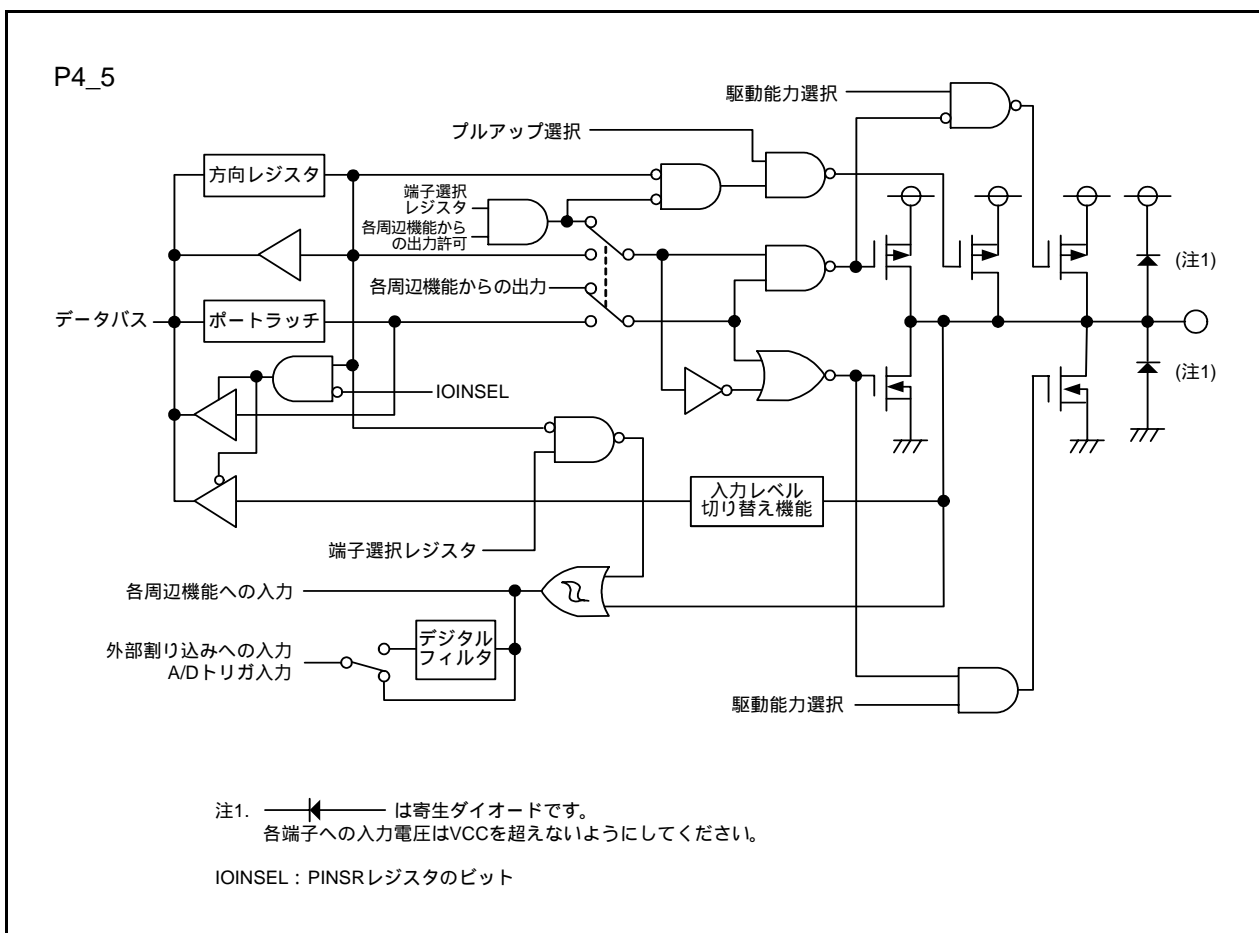 P4_5
駆動能力選択
プルアップ選択
方向レジスタ
端子選択
レジスタ
各周辺機能から
の出力許可
(注1)
各周辺機能からの出力
データバス
ポートラッチ
(注1)
IOINSEL
入力レベル
切り替え機能
端子選択レジスタ
各周辺機能への入力
デジタル
フィルタ
外部割り込みへの入力
A/Dトリガ入力
駆動能力選択
注1. は寄生ダイオードです。
各端子への入力電圧はVCCを超えないようにしてください。
IOINSEL：PINSRレジスタのビット